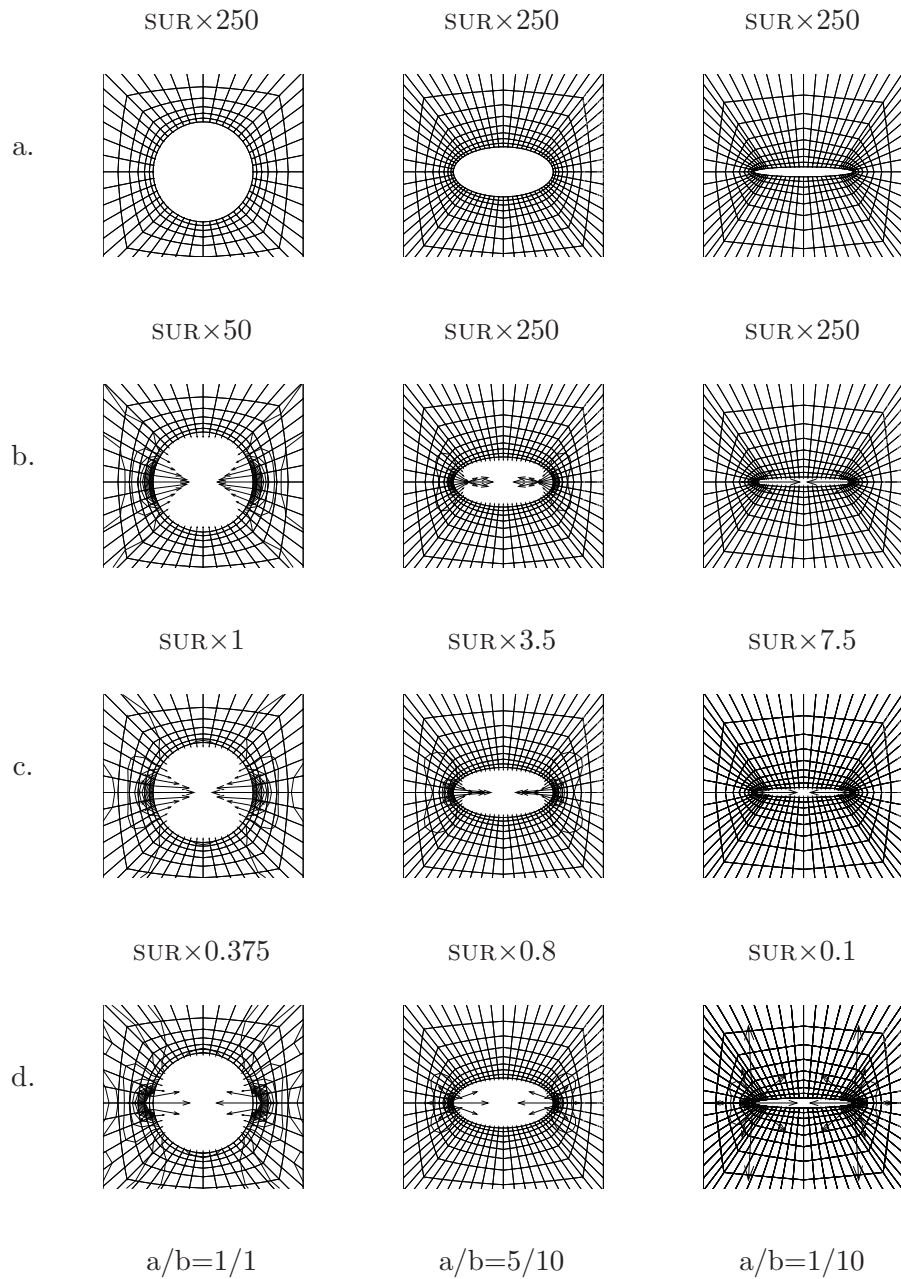 SUR×250 SUR×250 SUR×250
a.
SUR×50 SUR×250 SUR×250
b.
SUR×1 SUR×3.5 SUR×7.5
c.
SUR×0.375 SUR×0.8 SUR×0.1
d.
a/b=1/1 a/b=5/10 a/b=1/10